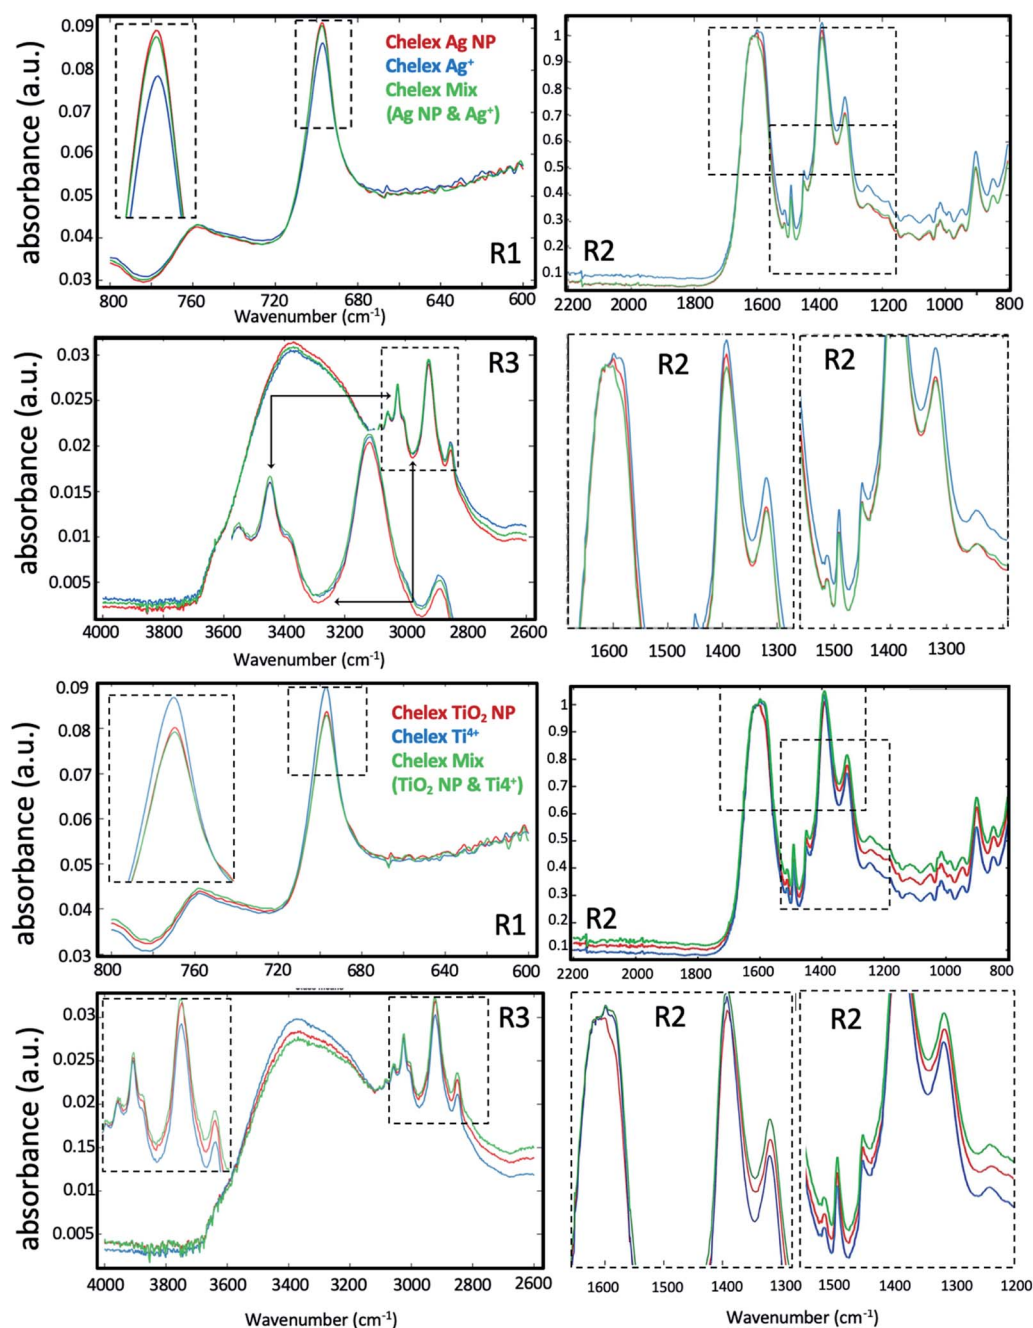 absorbance (a.u.)
0.09
0.08
0.07
0.06
0.05
0.04
0.03
Chelex Ag NP
Chelex Ag⁺
Chelex Mix
(Ag NP & Ag⁺)
R1
800 760 720 680 640 600
Wavenumber (cm⁻¹)
1
0.9
0.8
0.7
0.6
0.5
0.4
0.3
0.2
0.1
R2
2200 2000 1800 1600 1400 1200 1000 800
absorbance (a.u.)
0.03
0.025
0.02
0.015
0.01
0.005
R3
4000 3800 3600 3400 3200 3000 2800 2600
Wavenumber (cm⁻¹)
R2
1600 1500 1400 1300
R2
1500 1400 1300
absorbance (a.u.)
0.09
0.08
0.07
0.06
0.05
0.04
0.03
Chelex TiO₂ NP
Chelex Ti⁴⁺
Chelex Mix
(TiO₂ NP & Ti4⁺)
R1
800 760 720 680 640 600
1
0.9
0.8
0.7
0.6
0.5
0.4
0.3
0.2
0.1
R2
2200 2000 1800 1600 1400 1200 1000 800
absorbance (a.u.)
0.03
0.025
0.02
0.15
0.01
0.005
R3
4000 3800 3600 3400 3200 3000 2800 2600
Wavenumber (cm⁻¹)
R2
1600 1500 1400 1300
R2
1500 1400 1300 1200
Wavenumber (cm⁻¹)